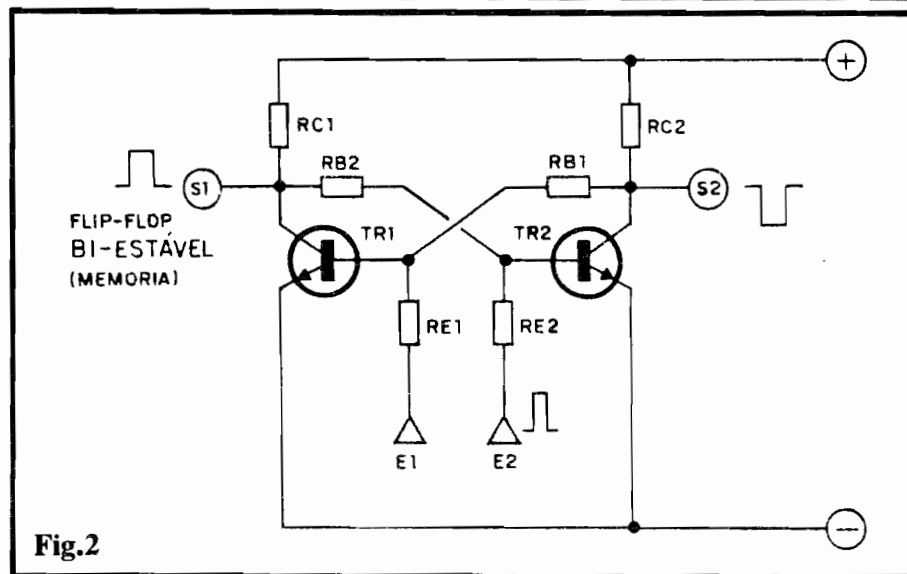 +
RC1
RC2
RB2
RB1
S1
S2
FLIP-FLOP
BI-ESTÁVEL
(MEMORIA)
TR1
TR2
RE1
RE2
E1
E2
Fig.2
−